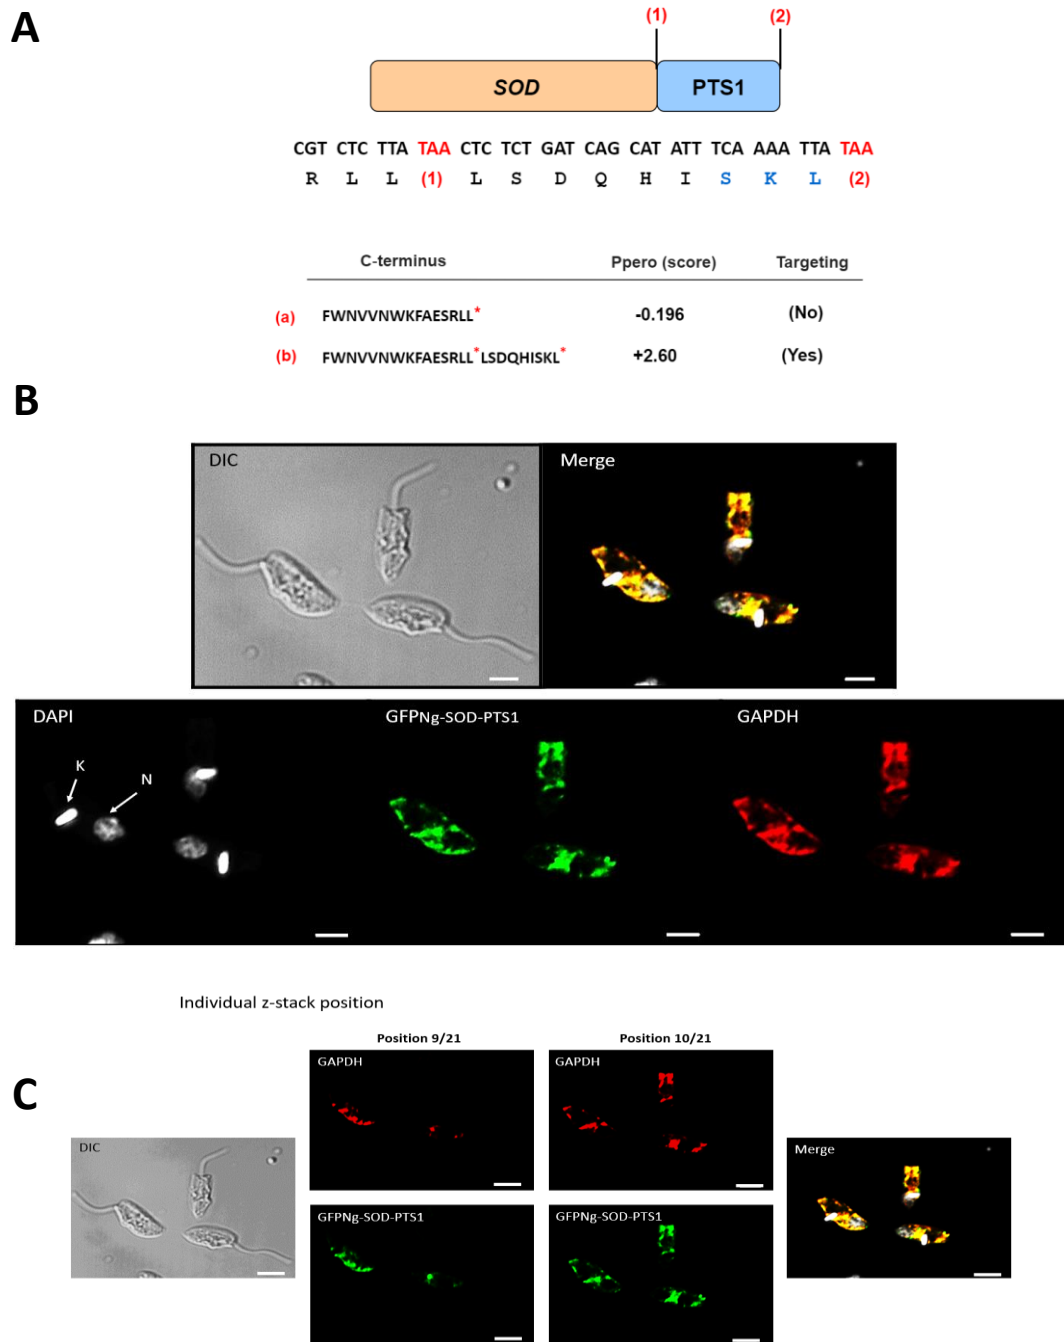 A
(1) (2)
SOD PTS1
CGT CTC TTA TAA CTC TCT GAT CAG CAT ATT TCA AAA TTA TAA
R L L (1) L S D Q H I S K L (2)
C-terminus Ppero (score) Targeting
(a) FWNVVNWKFAESRLL* -0.196 (No)
(b) FWNVVNWKFAESRLL*LSDQHISKL* +2.60 (Yes)
B
DIC Merge
DAPI GFPNg-SOD-PTS1 GAPDH
K
N
Individual z-stack position
Position 9/21 Position 10/21
GAPDH GAPDH
C
DIC Merge
GFPNg-SOD-PTS1 GFPNg-SOD-PTS1